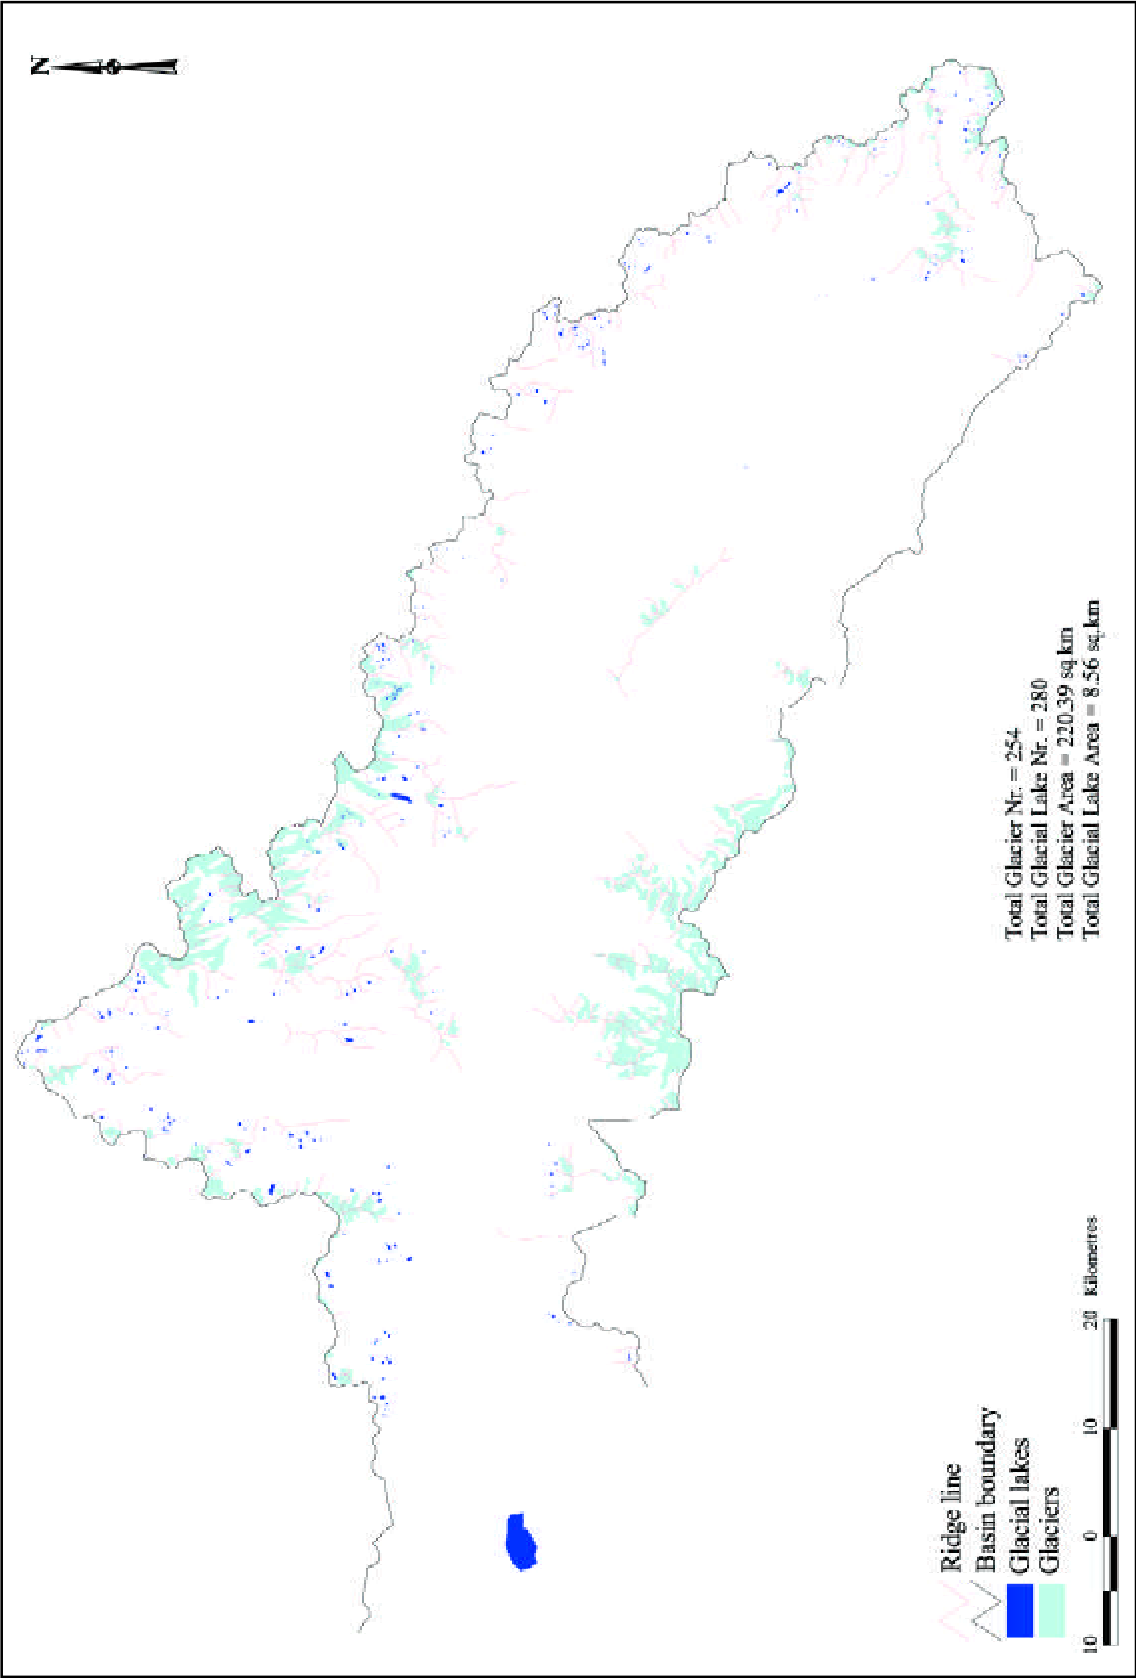 N
Total Glacier Nr. = 254
Total Glacial Lake Nr. = 280
Total Glacier Area = 220.39 sq.km
Total Glacial Lake Area = 8.56 sq.km
Ridge line
Basin boundary
Glacial lakes
Glaciers
10 0 10 20 Kilometres